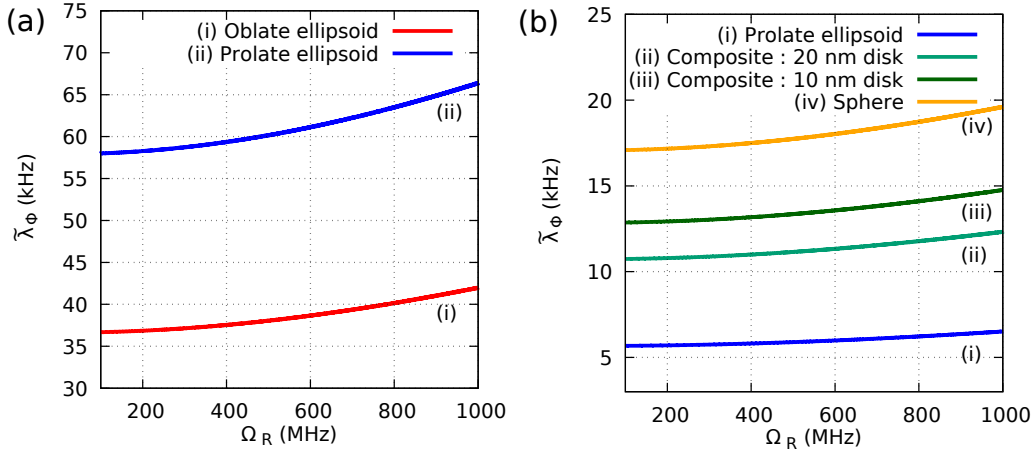 (a)
(i) Oblate ellipsoid
(ii) Prolate ellipsoid
75
70
65
60
55
50
45
40
35
30
(ii)
(i)
λ̃Φ (kHz)
200 400 600 800 1000
ΩR (MHz)
(b)
(i) Prolate ellipsoid
(ii) Composite : 20 nm disk
(iii) Composite : 10 nm disk
(iv) Sphere
25
20
15
10
5
(iv)
(iii)
(ii)
(i)
λ̃Φ (kHz)
200 400 600 800 1000
ΩR (MHz)